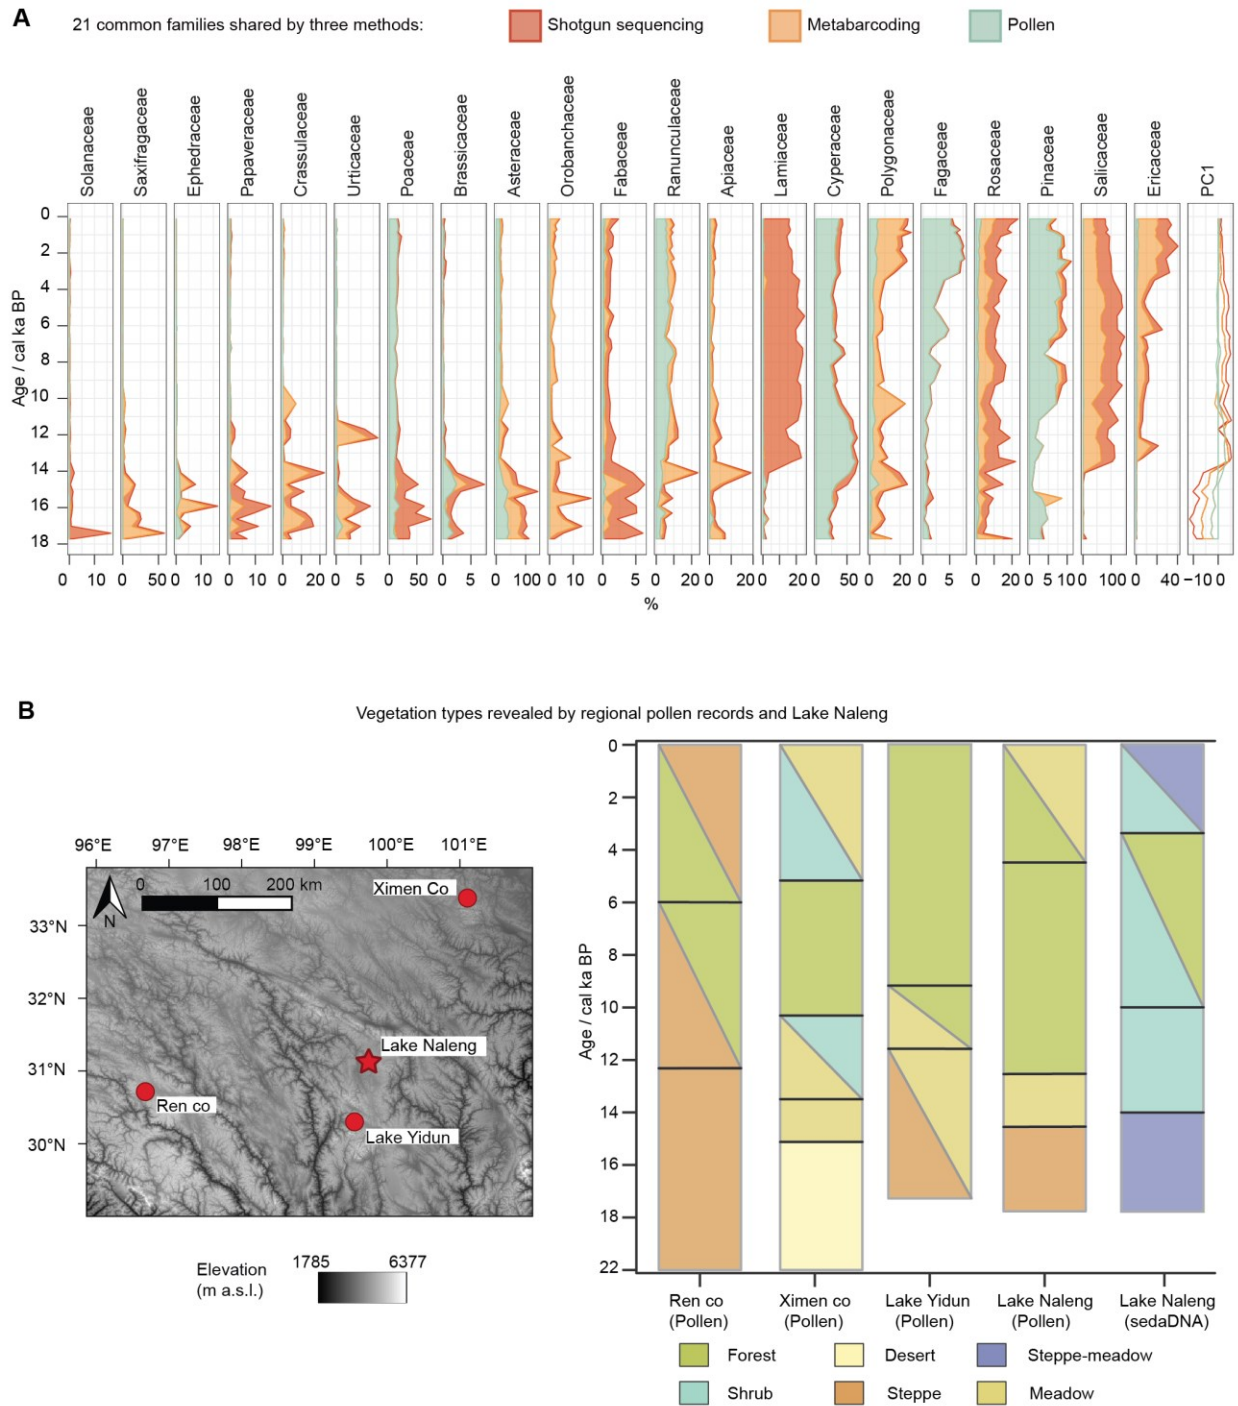 A
21 common families shared by three methods:
Shotgun sequencing
Metabarcoding
Pollen
Solanaceae
Saxifragaceae
Ephedraceae
Papaveraceae
Crassulaceae
Urticaceae
Poaceae
Brassicaceae
Asteraceae
Orobanchaceae
Fabaceae
Ranunculaceae
Apiaceae
Lamiaceae
Cyperaceae
Polygonaceae
Fagaceae
Rosaceae
Pinaceae
Salicaceae
Ericaceae
PC1
Age / cal ka BP
0
2
4
6
8
10
12
14
16
18
0 10 0 50 0 10 0 10 0 20 0 5 0 50 0 5 0 100 0 10 0 5 0 20 0 20 0 20 0 50 0 20 0 5 0 20 0 5 100 0 100 0 40 −10 0
%
B
Vegetation types revealed by regional pollen records and Lake Naleng
96°E 97°E 98°E 99°E 100°E 101°E
33°N
32°N
31°N
30°N
N
0 100 200 km
Ximen Co
Lake Naleng
Ren co
Lake Yidun
Elevation
(m a.s.l.)
1785 6377
Age / cal ka BP
0
2
4
6
8
10
12
14
16
18
22
Ren co
(Pollen)
Ximen co
(Pollen)
Lake Yidun
(Pollen)
Lake Naleng
(Pollen)
Lake Naleng
(sedaDNA)
Forest
Desert
Steppe-meadow
Shrub
Steppe
Meadow